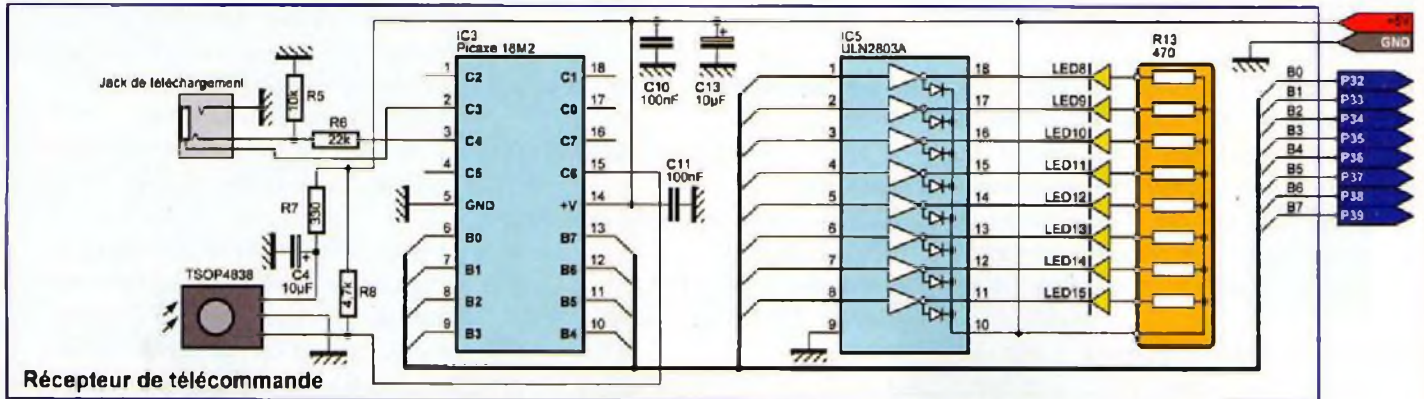 Jack de téléchargement
R5
10k
R6
22k
R7
330
C4
10µF
TSOP4838
4.7k
R8
IC3
Picaxe 18M2
1 C2 C1 18
2 C3 C0 17
3 C4 C7 16
4 C5 C6 15
5 GND +V 14
6 B0 B7 13
7 B1 B6 12
8 B2 B5 11
9 B3 B4 10
C10
100nF
C13
10µF
C11
100nF
IC5
ULN2803A
1 18 LED8
2 17 LED9
3 16 LED10
4 15 LED11
5 14 LED12
6 13 LED13
7 12 LED14
8 11 LED15
9 10
R13
470
+5V
GND
B0 P32
B1 P33
B2 P34
B3 P35
B4 P36
B5 P37
B6 P38
B7 P39
Récepteur de télécommande